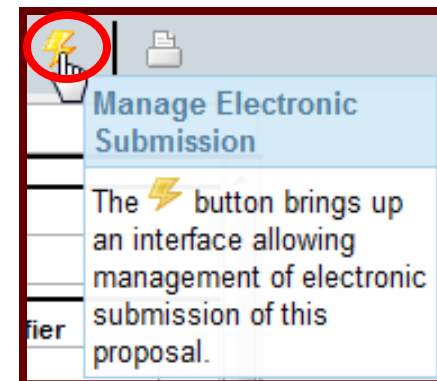 Manage Electronic
Submission
The button brings up
an interface allowing
management of electronic
submission of this
fier
proposal.